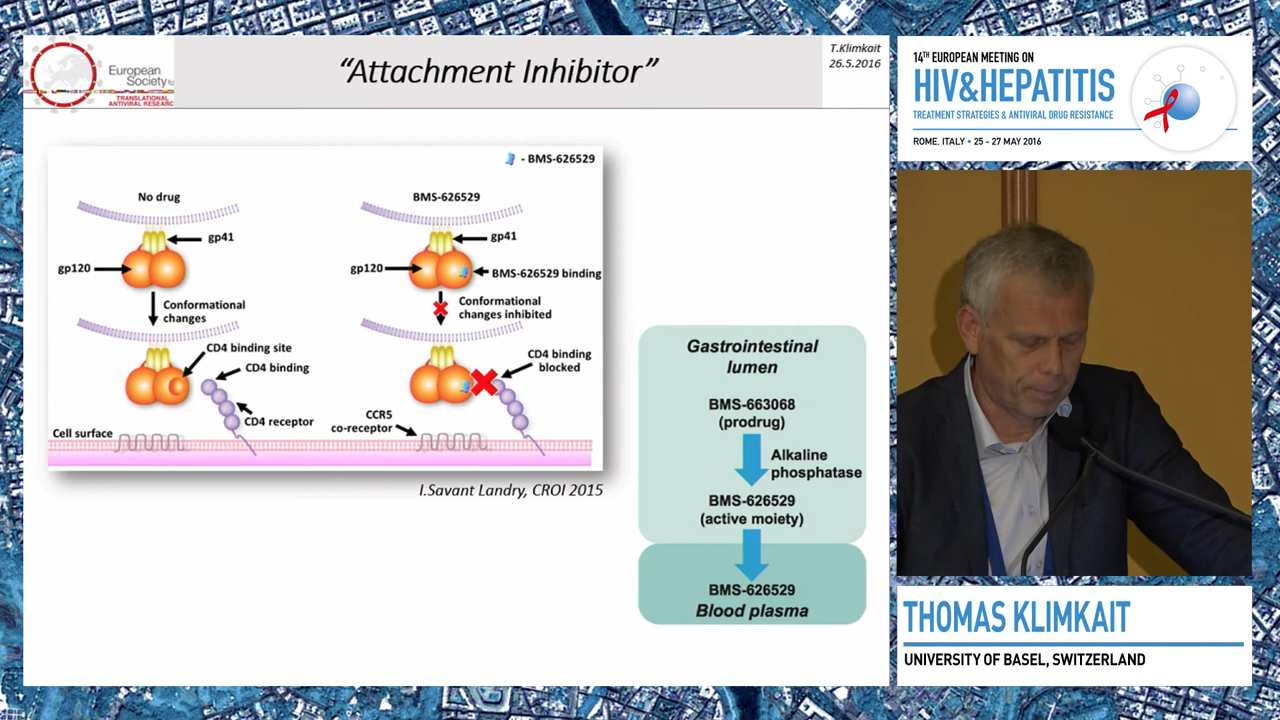 European
Society fo
TRANSLATIONAL
ANTIVIRAL RESEARC
“Attachment Inhibitor”
T.Klimkait
26.5.2016
- BMS-626529
No drug
gp41
gp120
Conformational
changes
CD4 binding site
CD4 binding
CD4 receptor
Cell surface
BMS-626529
gp41
gp120
BMS-626529 binding
Conformational
changes inhibited
CD4 binding
blocked
CCR5
co-receptor
I.Savant Landry, CROI 2015
Gastrointestinal
lumen
BMS-663068
(prodrug)
Alkaline
phosphatase
BMS-626529
(active moiety)
BMS-626529
Blood plasma
14TH EUROPEAN MEETING ON
HIV&HEPATITIS
TREATMENT STRATEGIES & ANTIVIRAL DRUG RESISTANCE
ROME, ITALY • 25 - 27 MAY 2016
THOMAS KLIMKAIT
UNIVERSITY OF BASEL, SWITZERLAND